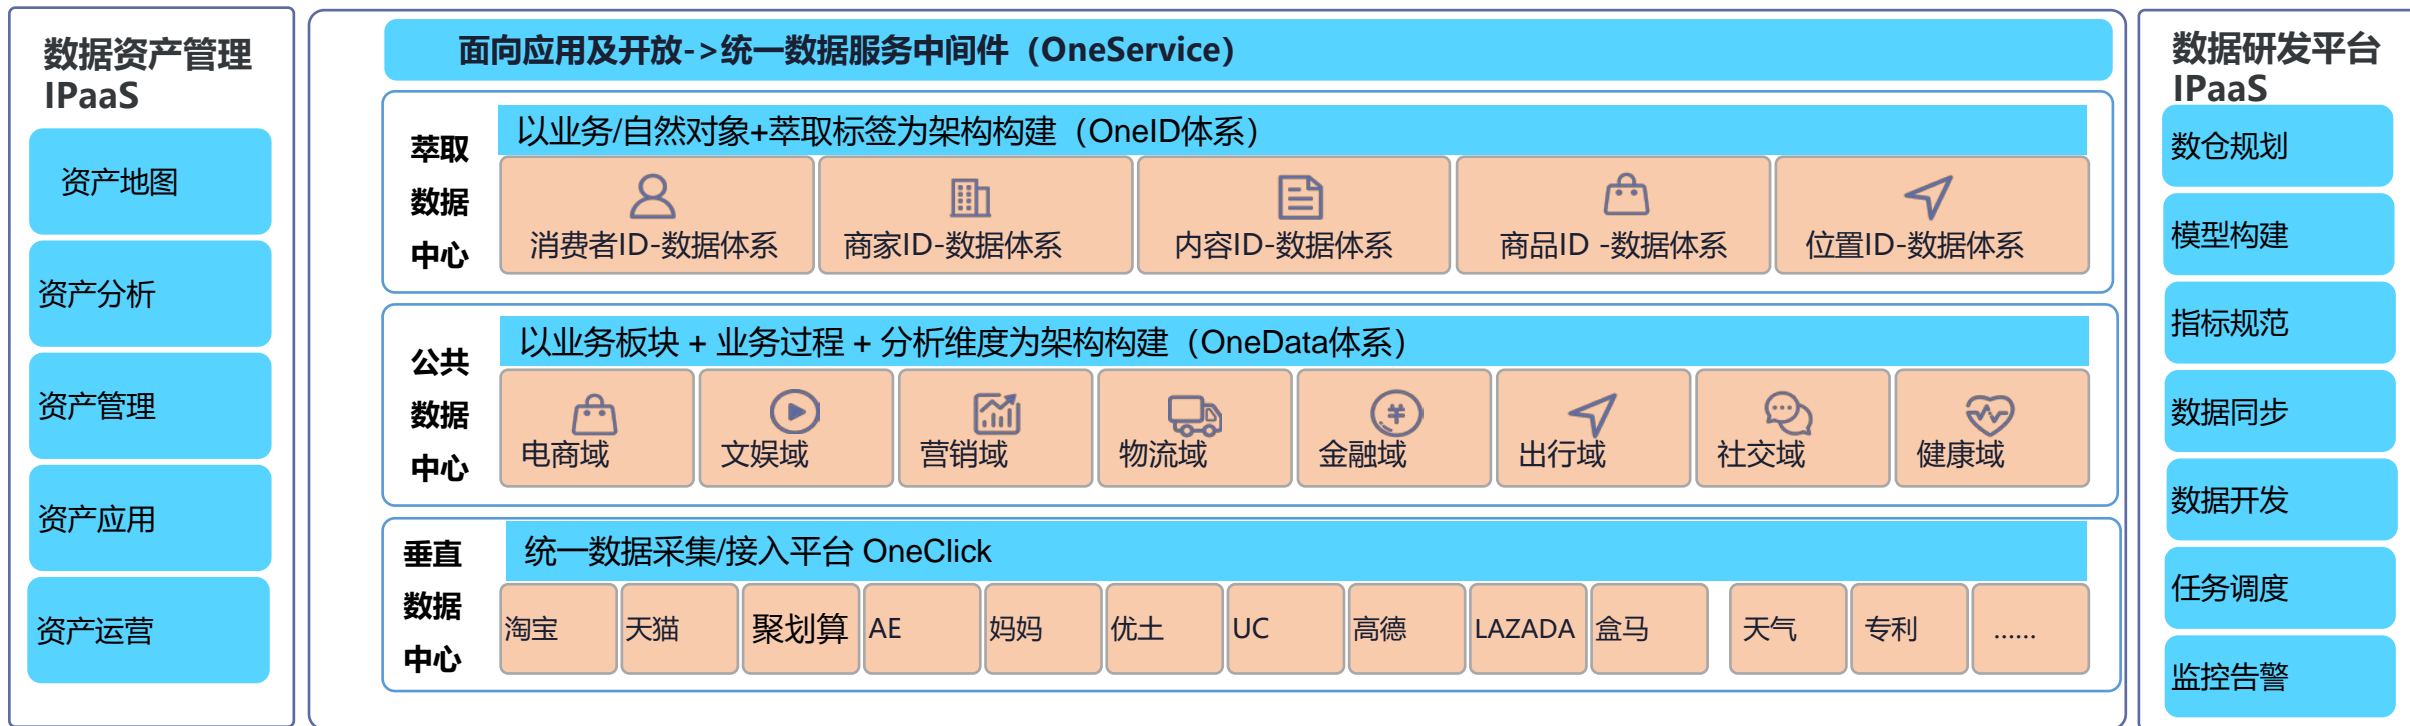 数据资产管理
IPaaS
资产地图
资产分析
资产管理
资产应用
资产运营
面向应用及开放->统一数据服务中间件（OneService）
萃取
数据
中心
以业务/自然对象+萃取标签为架构构建（OneID体系）
消费者ID-数据体系
商家ID-数据体系
内容ID-数据体系
商品ID -数据体系
位置ID-数据体系
公共
数据
中心
以业务板块 + 业务过程 + 分析维度为架构构建（OneData体系）
电商域
文娱域
营销域
物流域
金融域
出行域
社交域
健康域
垂直
数据
中心
统一数据采集/接入平台 OneClick
淘宝
天猫
聚划算
AE
妈妈
优土
UC
高德
LAZADA
盒马
天气
专利
......
数据研发平台
IPaaS
数仓规划
模型构建
指标规范
数据同步
数据开发
任务调度
监控告警